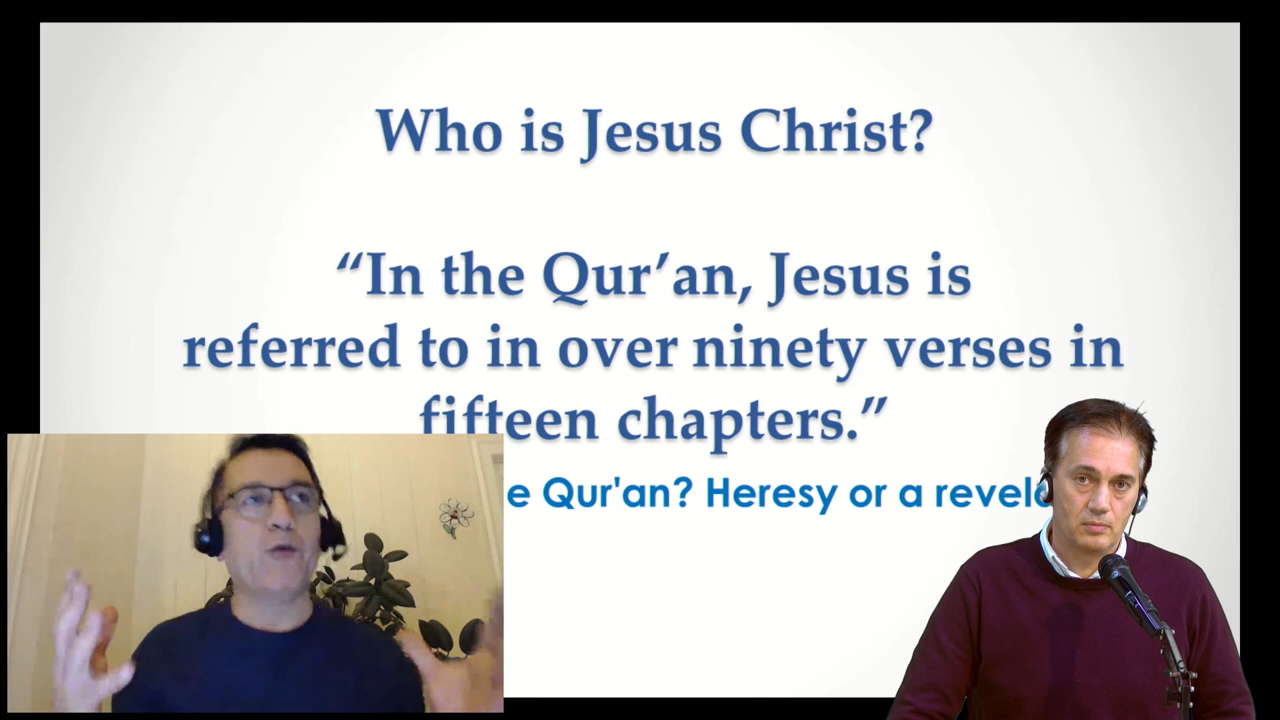 Who is Jesus Christ?
“In the Qur’an, Jesus is
referred to in over ninety verses in
fifteen chapters.”
Qur'an? Heresy or a